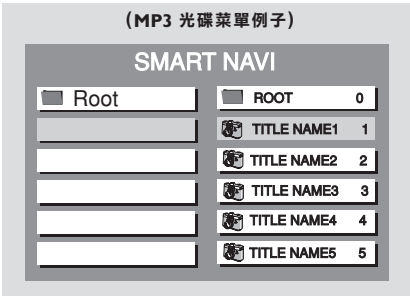 (MP3 光碟菜單例子)
SMART NAVI
Root
ROOT 0
TITLE NAME1 1
TITLE NAME2 2
TITLE NAME3 3
TITLE NAME4 4
TITLE NAME5 5